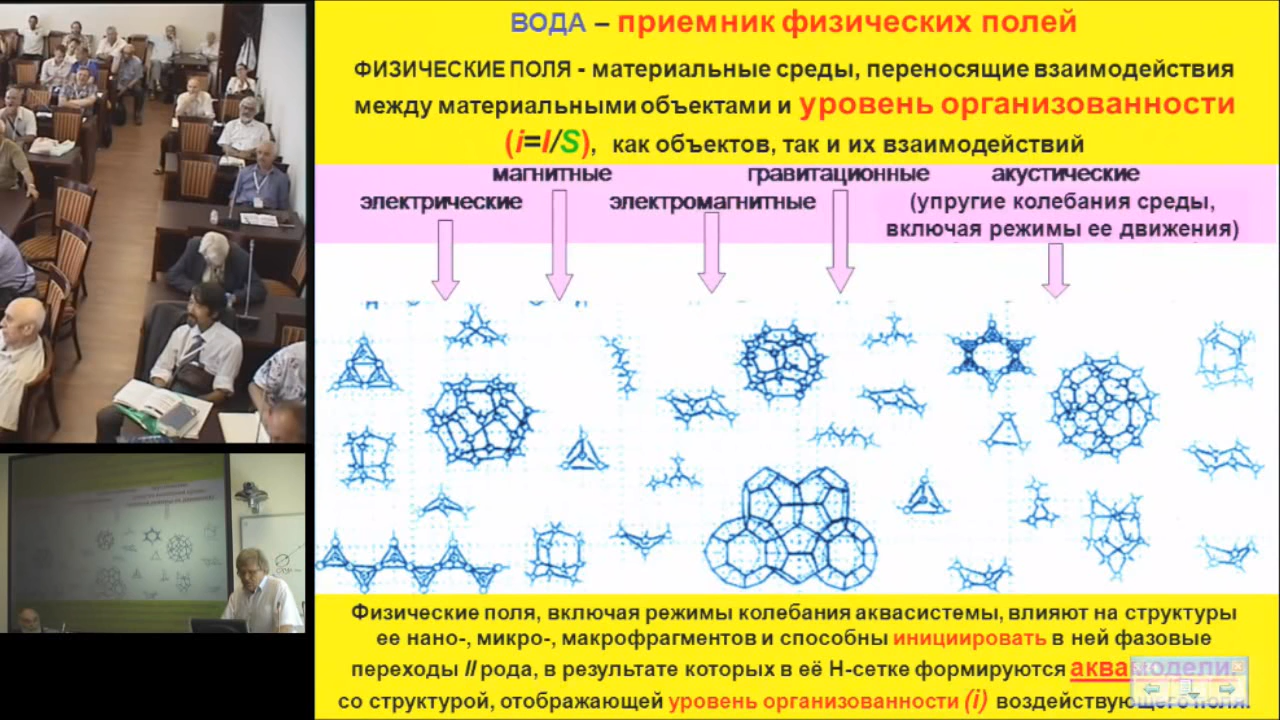 ВОДА – приемник физических полей
ФИЗИЧЕСКИЕ ПОЛЯ - материальные среды, переносящие взаимодействия
между материальными объектами и уровень организованности
(i=I/S), как объектов, так и их взаимодействий
магнитные гравитационные акустические
электрические электромагнитные (упругие колебания среды,
включая режимы ее движения)
Физические поля, включая режимы колебания аквасистемы, влияют на структуры
ее нано-, микро-, макрофрагментов и способны инициировать в ней фазовые
переходы II рода, в результате которых в её Н-сетке формируются аквамодели.
со структурой, отображающей уровень организованности (i) воздействующего поля.